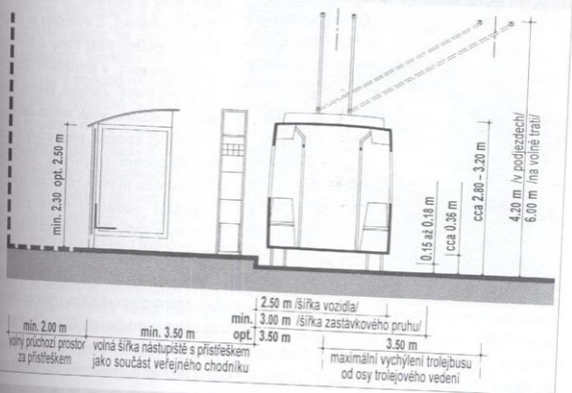 min. 2.30 opt. 2.50 m
0.15 až 0.18 m
cca 0.36 m
cca 2.80 – 3.20 m
4.20 m /v podjezdech/
6.00 m /na volné trati/
2.50 m /šířka vozidla/
min. 3.00 m /šířka zastávkového pruhu/
opt. 3.50 m
min. 2.00 m
volný průchozí prostor
za přístřeškem
min. 3.50 m
volná šířka nástupiště s přístřeškem
jako součást veřejného chodníku
3.50 m
maximální vychýlení trolejbusu
od osy trolejového vedení